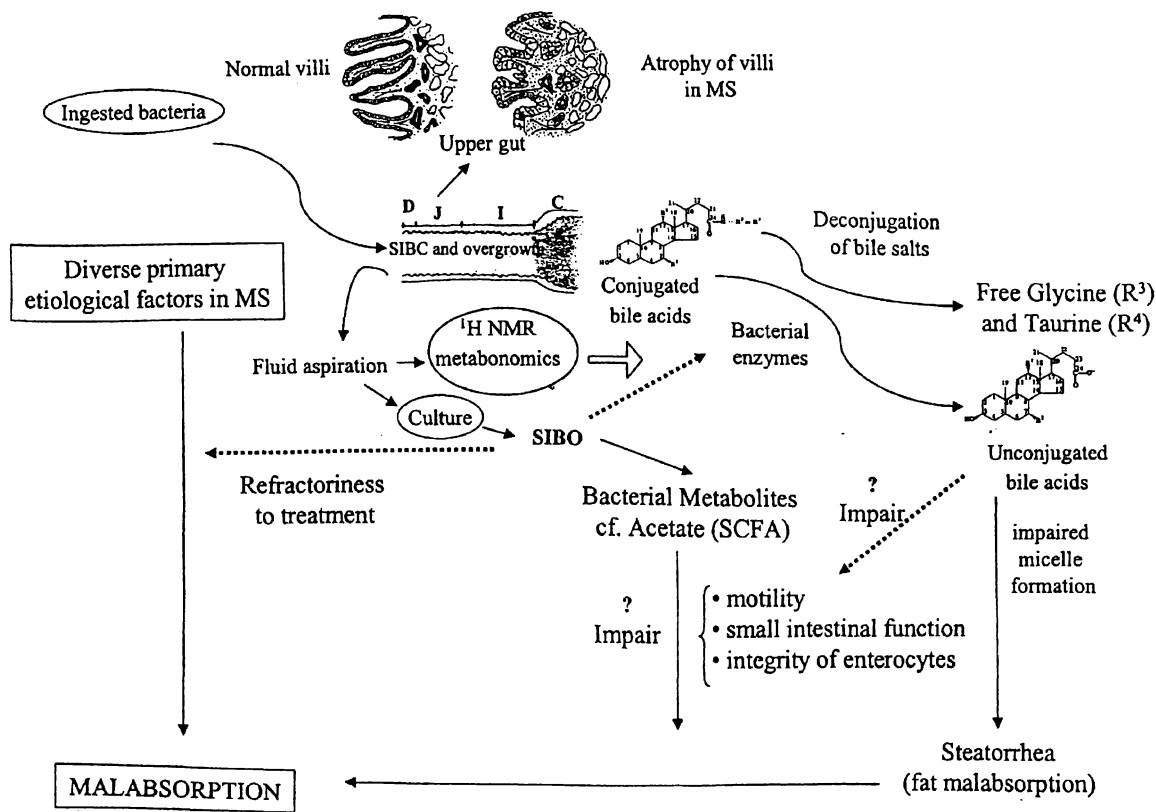 Normal villi
Atrophy of villi
in MS
Ingested bacteria
Upper gut
D J I C
SIBC and overgrowth
Diverse primary
etiological factors in MS
Conjugated
bile acids
Deconjugation
of bile salts
Free Glycine (R³)
and Taurine (R⁴)
¹H NMR
metabonomics
Fluid aspiration
Bacterial
enzymes
Culture
SIBO
Unconjugated
bile acids
Refractoriness
to treatment
Bacterial Metabolites
cf. Acetate (SCFA)
?
Impair
impaired
micelle
formation
?
Impair
• motility
• small intestinal function
• integrity of enterocytes
Steatorrhea
(fat malabsorption)
MALABSORPTION